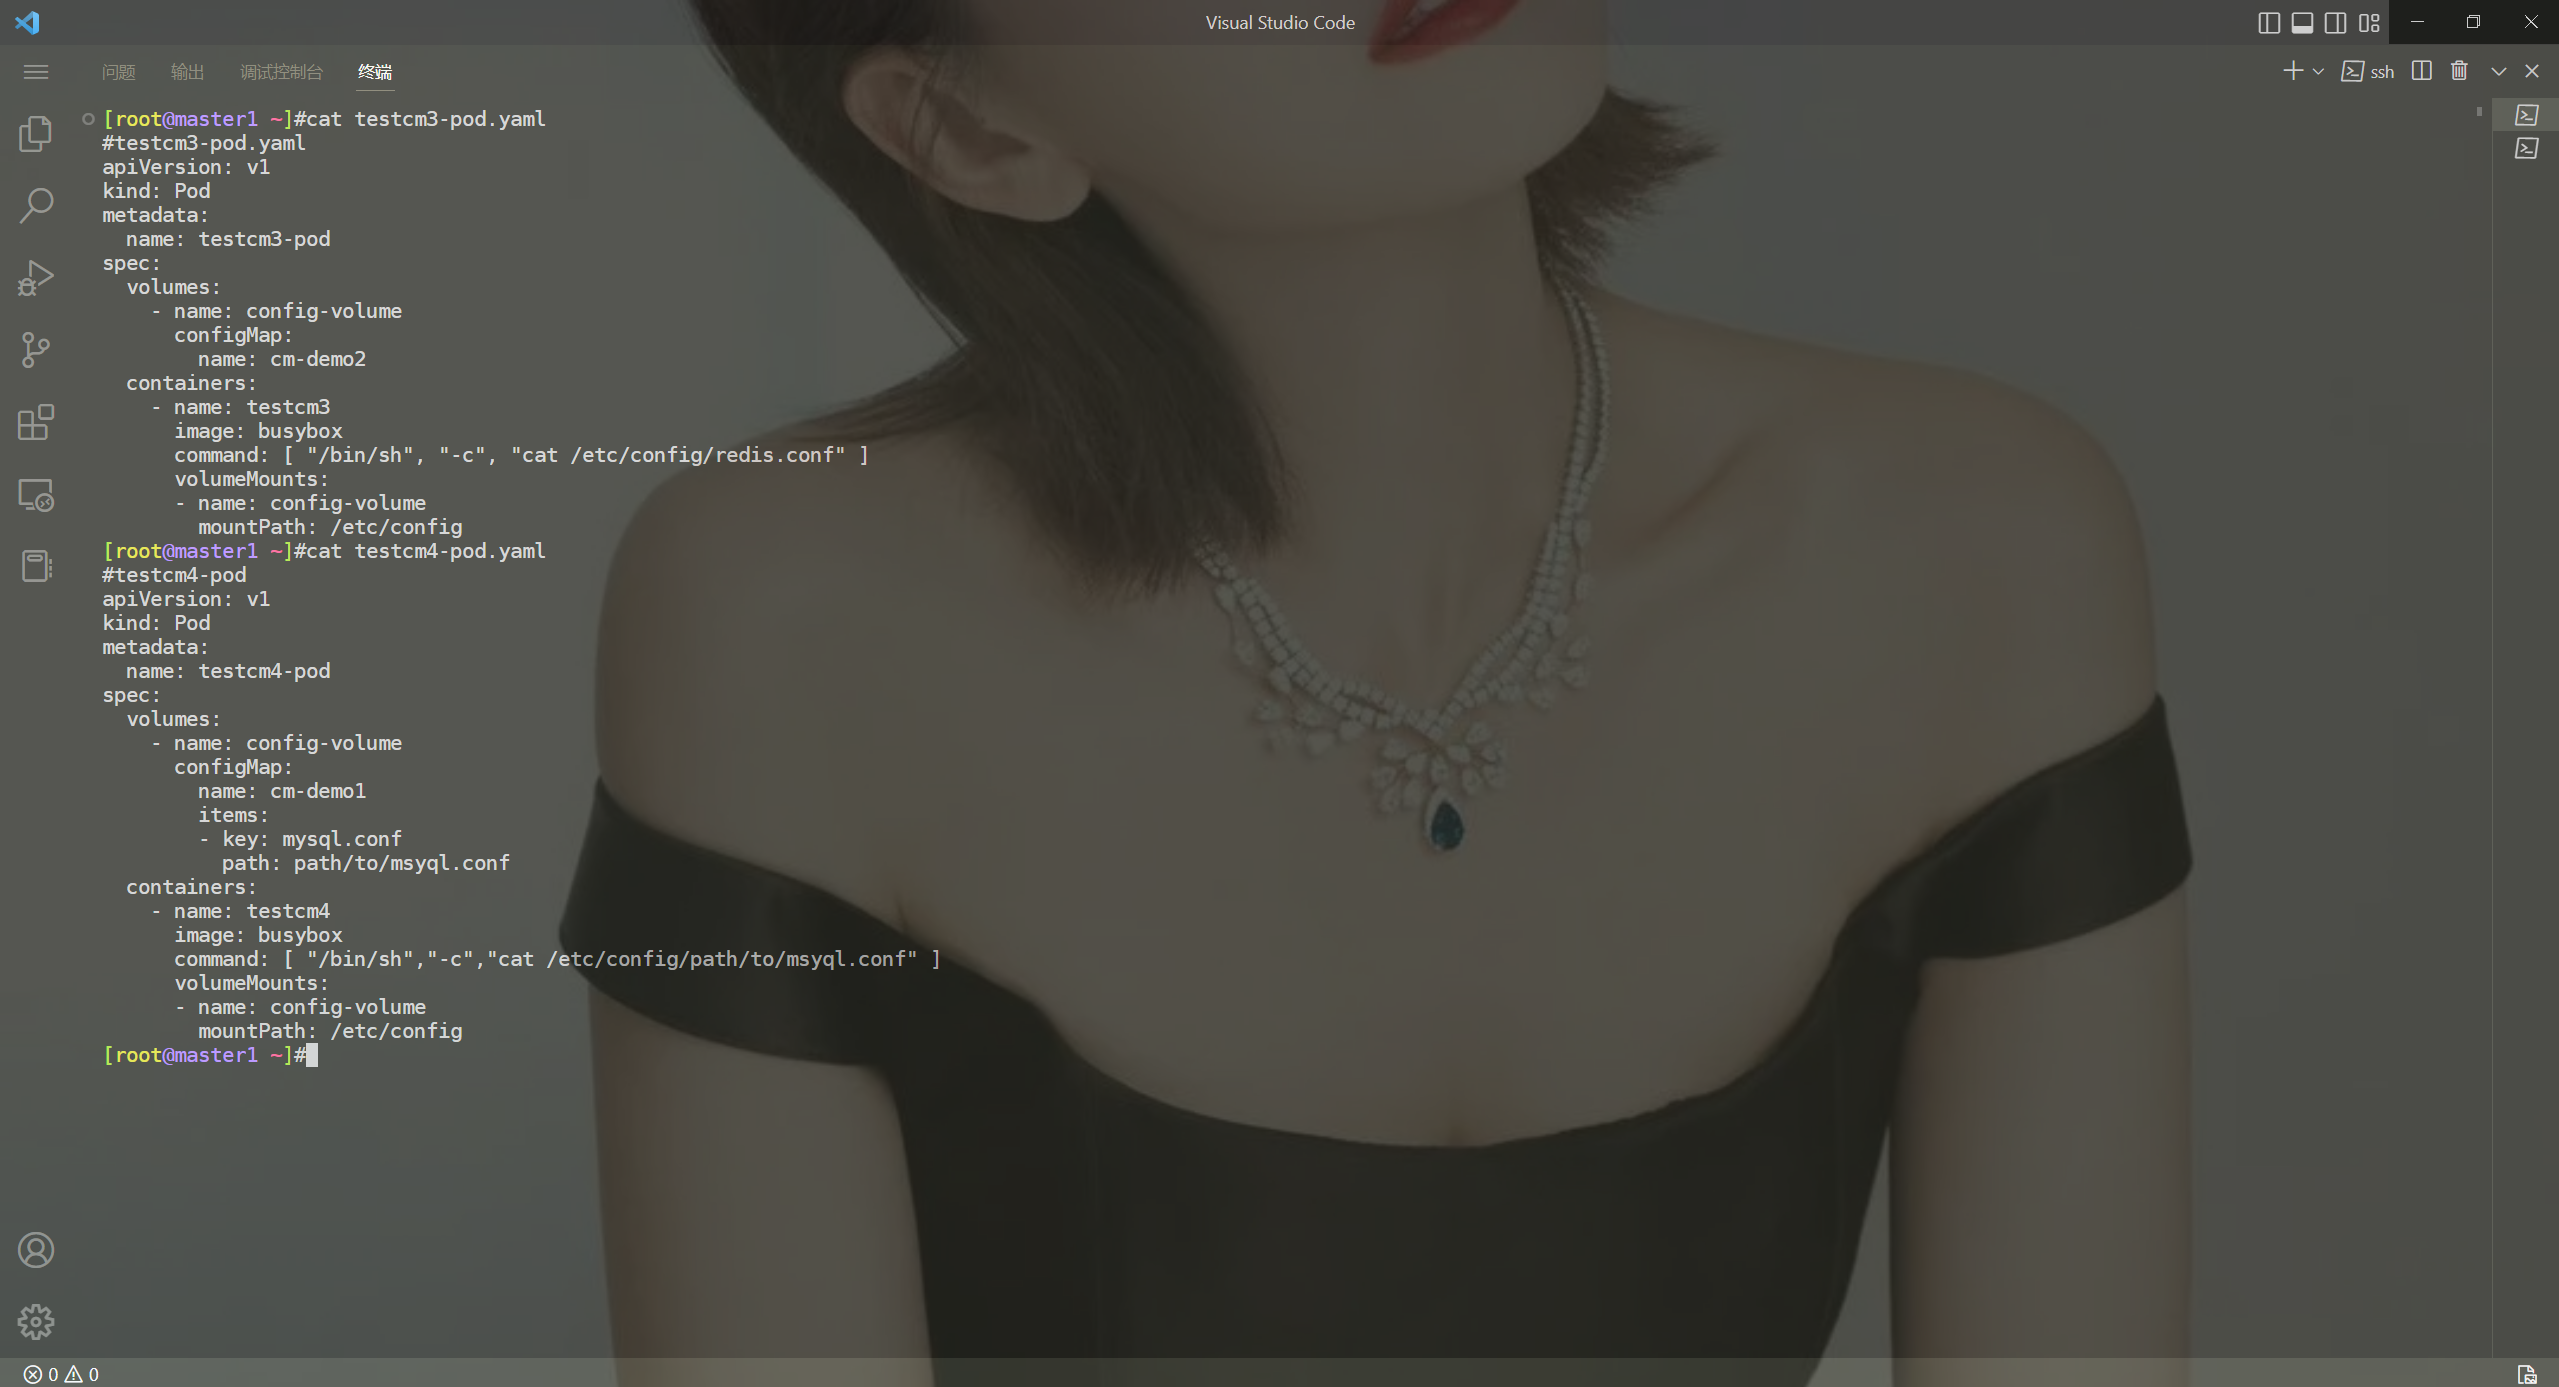 Visual Studio Code
问题 输出 调试控制台 终端
ssh
[root@master1 ~]#cat testcm3-pod.yaml
#testcm3-pod.yaml
apiVersion: v1
kind: Pod
metadata:
  name: testcm3-pod
spec:
  volumes:
    - name: config-volume
      configMap:
        name: cm-demo2
  containers:
    - name: testcm3
      image: busybox
      command: [ "/bin/sh", "-c", "cat /etc/config/redis.conf" ]
      volumeMounts:
      - name: config-volume
        mountPath: /etc/config
[root@master1 ~]#cat testcm4-pod.yaml
#testcm4-pod
apiVersion: v1
kind: Pod
metadata:
  name: testcm4-pod
spec:
  volumes:
    - name: config-volume
      configMap:
        name: cm-demo1
        items:
        - key: mysql.conf
          path: path/to/msyql.conf
  containers:
    - name: testcm4
      image: busybox
      command: [ "/bin/sh","-c","cat /etc/config/path/to/msyql.conf" ]
      volumeMounts:
      - name: config-volume
        mountPath: /etc/config
[root@master1 ~]#
0 0